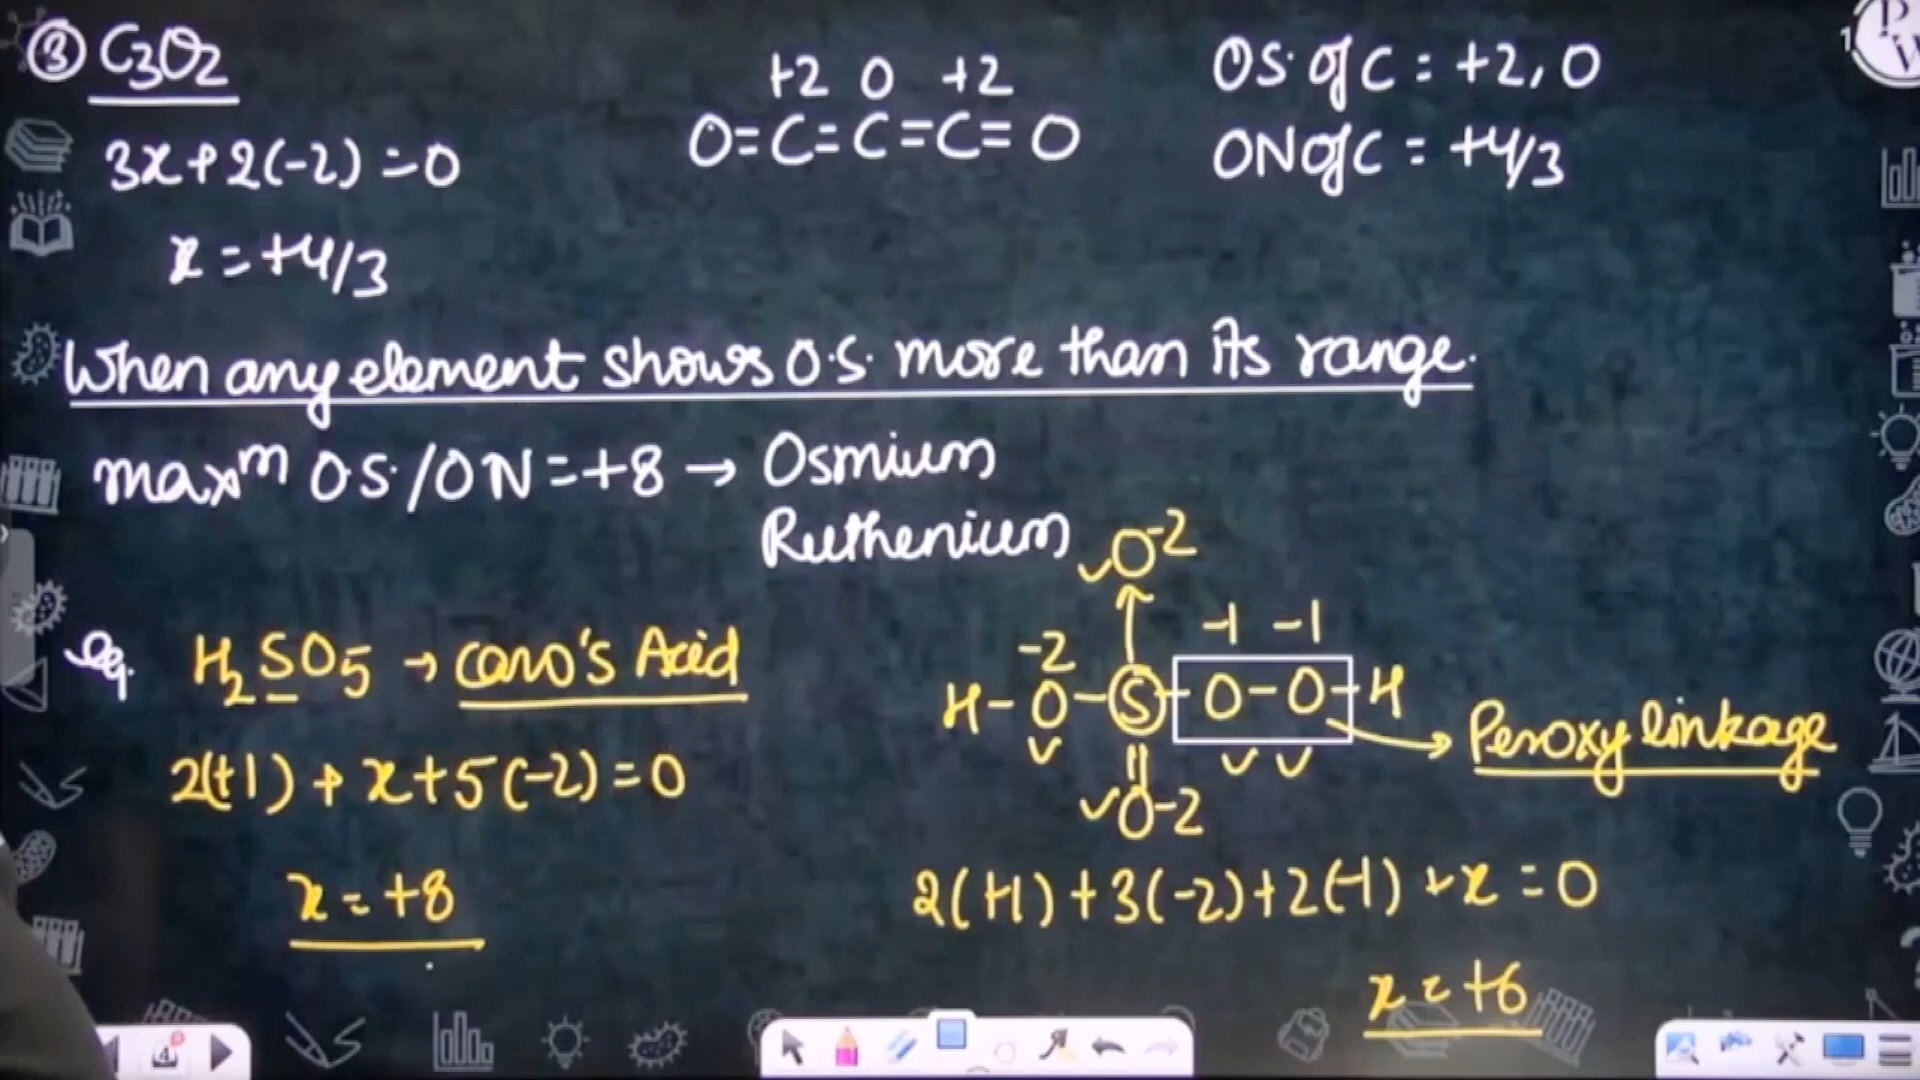 ③ C3O2
3x+2(-2)=0
x=+4/3
+2 0 +2
O=C=C=C=O
OS. of C = +2, 0
ON of C = +4/3
PW
1
When any element shows O.S. more than its range.
maxᵐ O.S./ON=+8 → Osmium
Ruthenium
eg. H2SO5 → caro's Acid
2(+1)+x+5(-2)=0
x=+8
O-2
-2 -1 -1
H-O-S-O-O-H → Peroxy linkage
O-2
2(+1)+3(-2)+2(-1)+x=0
x=+6
4